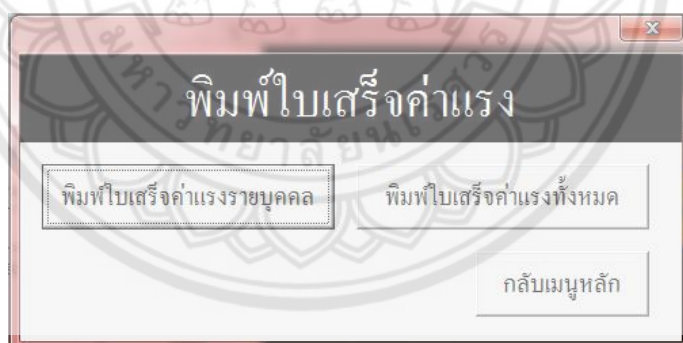 พิมพ์ใบเสร็จค่าแรง
พิมพ์ใบเสร็จค่าแรงรายบุคคล
พิมพ์ใบเสร็จค่าแรงทั้งหมด
กลับเมนูหลัก